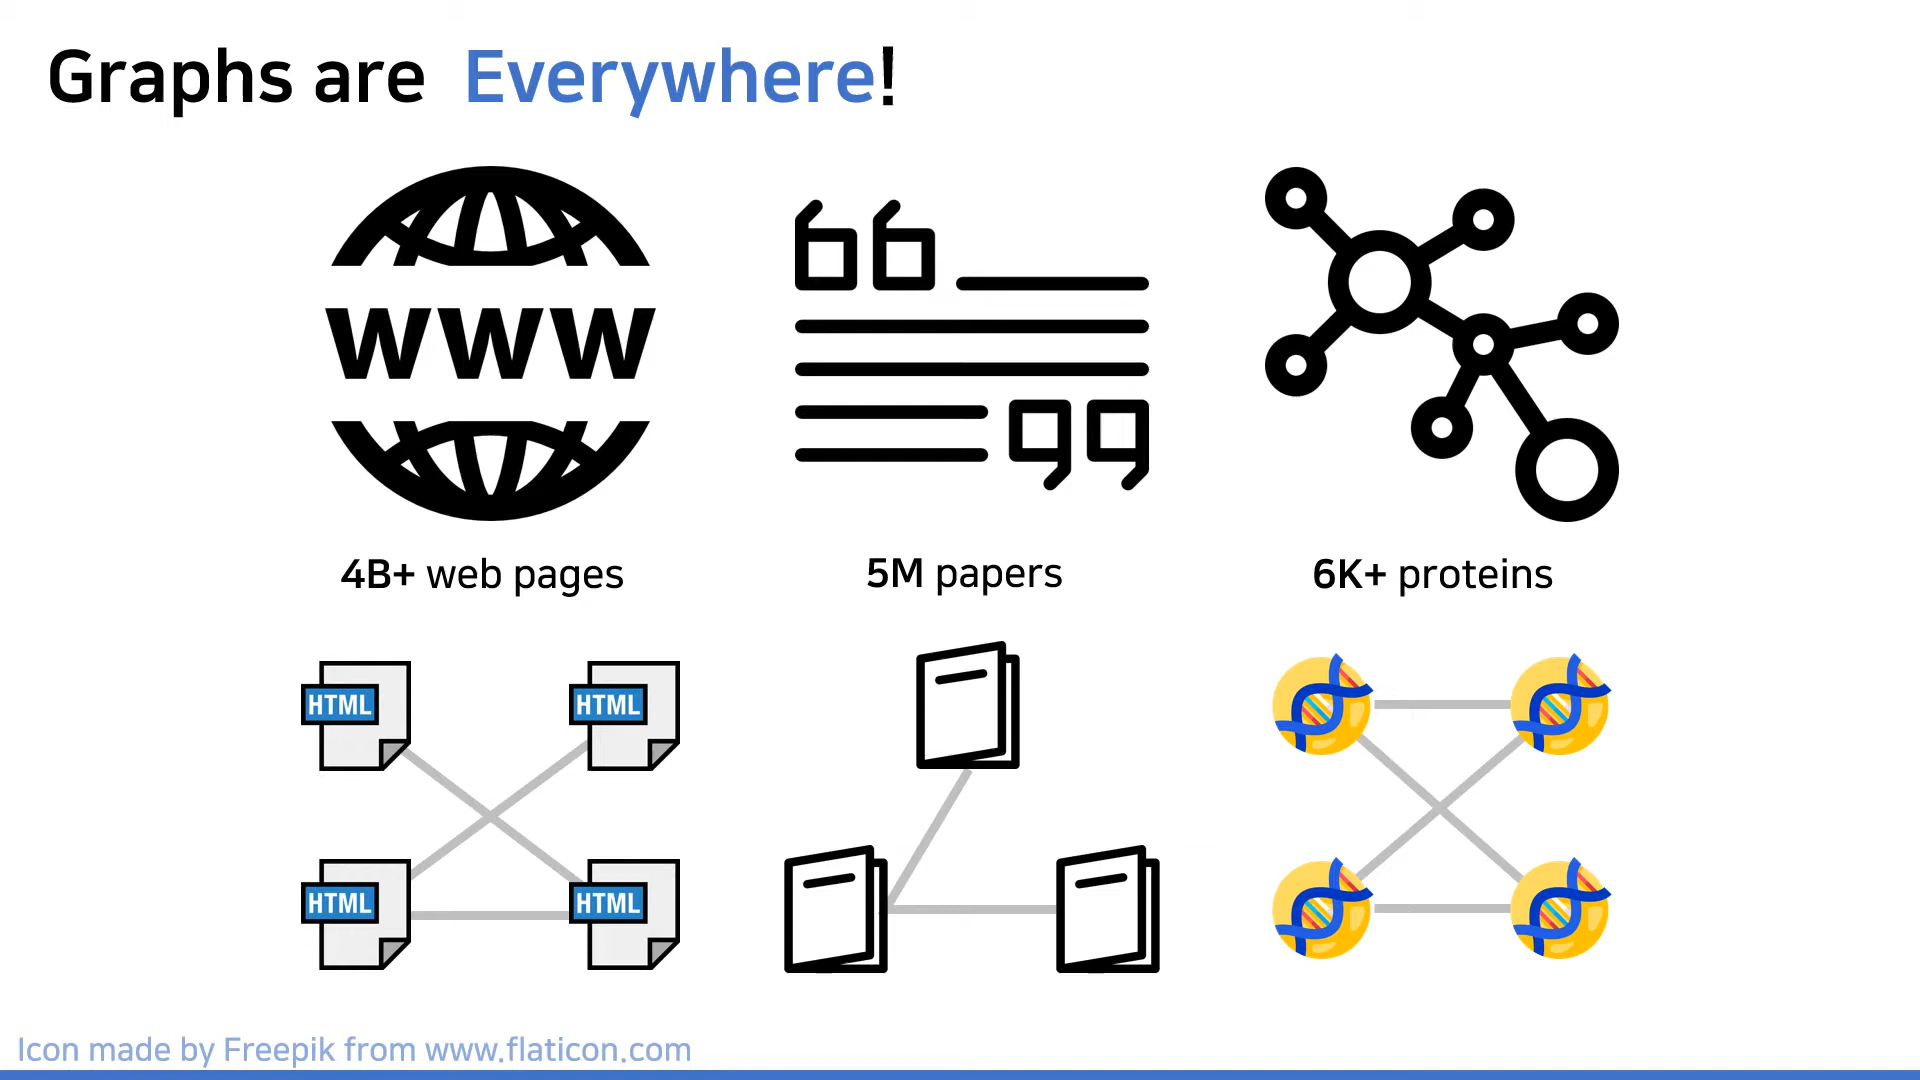 Graphs are Everywhere!
www
4B+ web pages
5M papers
6K+ proteins
HTML
HTML
HTML
HTML
Icon made by Freepik from www.flaticon.com